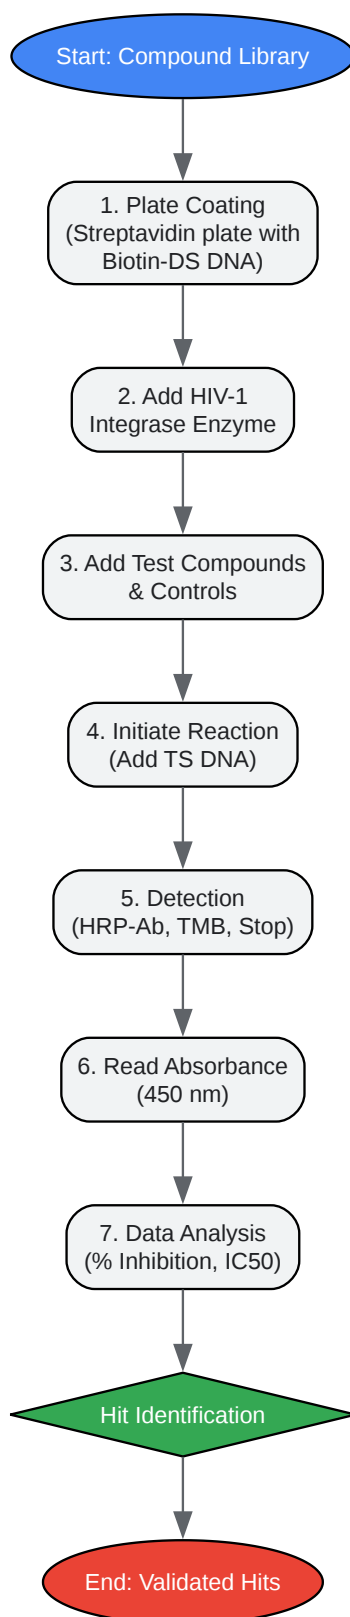 Start: Compound Library
1. Plate Coating
(Streptavidin plate with
Biotin-DS DNA)
2. Add HIV-1
Integrase Enzyme
3. Add Test Compounds
& Controls
4. Initiate Reaction
(Add TS DNA)
5. Detection
(HRP-Ab, TMB, Stop)
6. Read Absorbance
(450 nm)
7. Data Analysis
(% Inhibition, IC50)
Hit Identification
End: Validated Hits